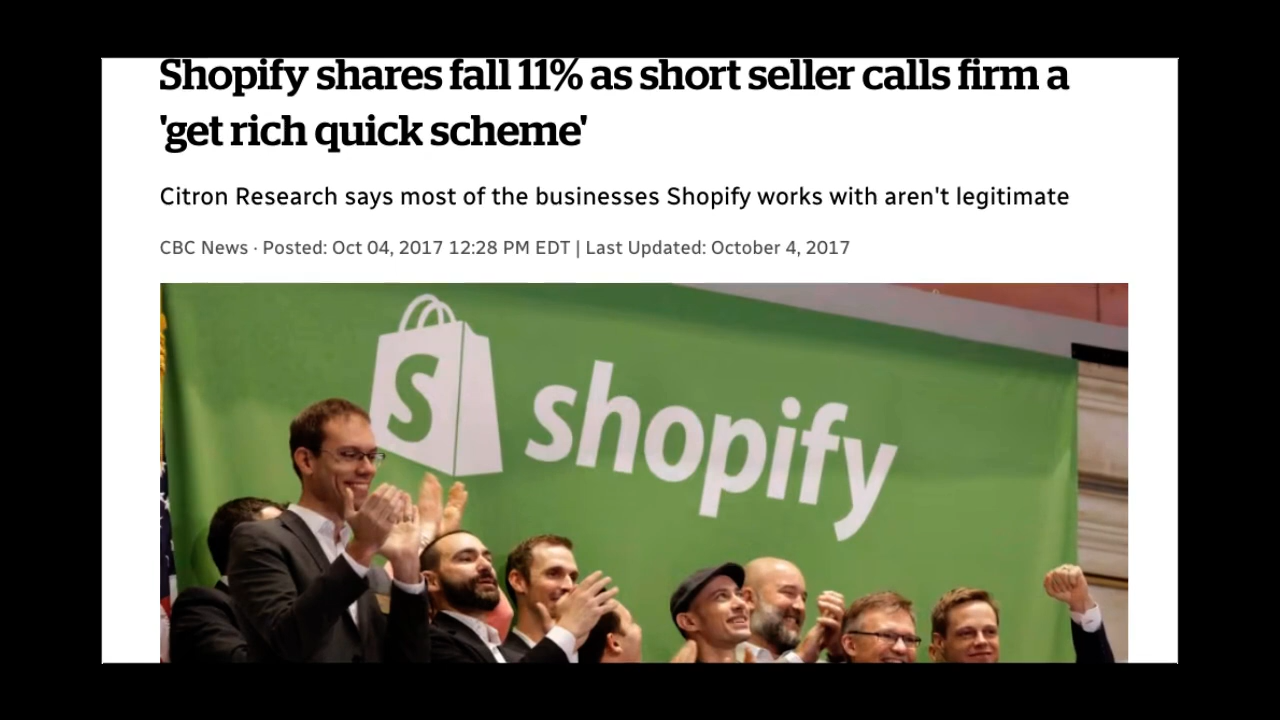 Shopify shares fall 11% as short seller calls firm a
'get rich quick scheme'
Citron Research says most of the businesses Shopify works with aren't legitimate
CBC News · Posted: Oct 04, 2017 12:28 PM EDT | Last Updated: October 4, 2017
S shopify